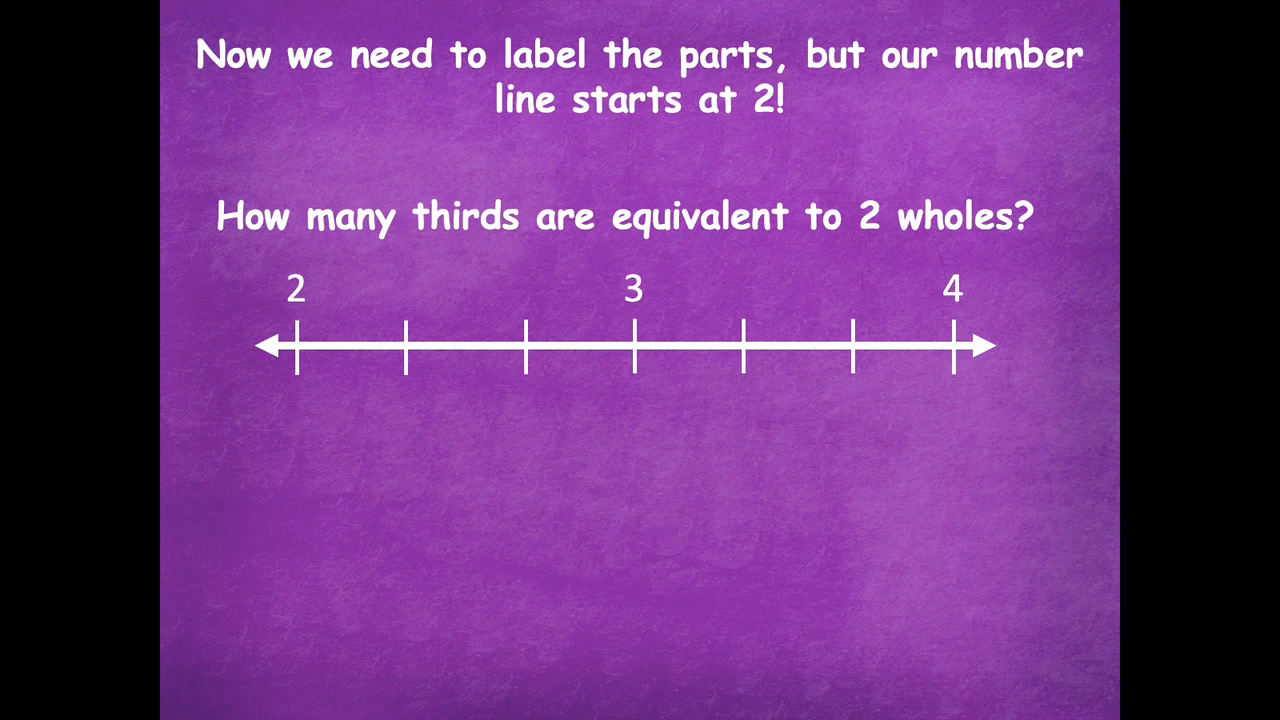 Now we need to label the parts, but our number
line starts at 2!
How many thirds are equivalent to 2 wholes?
2 3 4